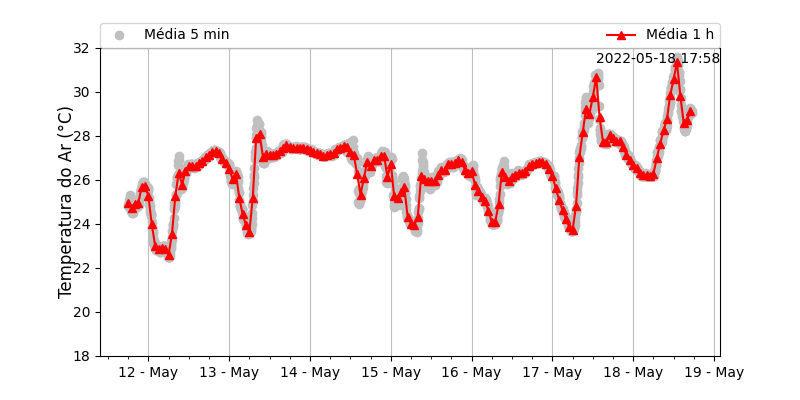 Média 5 min
Média 1 h
2022-05-18 17:58
Temperatura do Ar (°C)
32
30
28
26
24
22
20
18
12 - May
13 - May
14 - May
15 - May
16 - May
17 - May
18 - May
19 - May